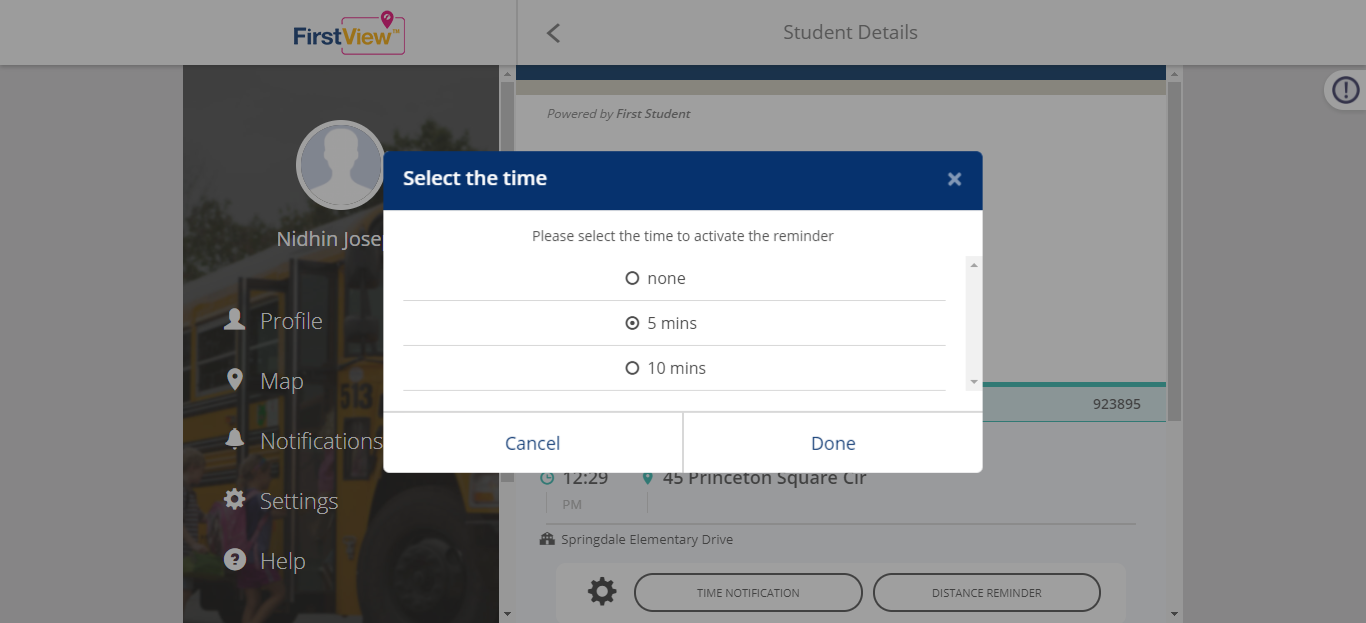 FirstView™
Student Details
Powered by First Student
Nidhin Jose
Profile
Map
513
Notifications
Settings
Help
Select the time
×
Please select the time to activate the reminder
none
5 mins
10 mins
Cancel
Done
923895
12:29
PM
45 Princeton Square Cir
Springdale Elementary Drive
TIME NOTIFICATION
DISTANCE REMINDER